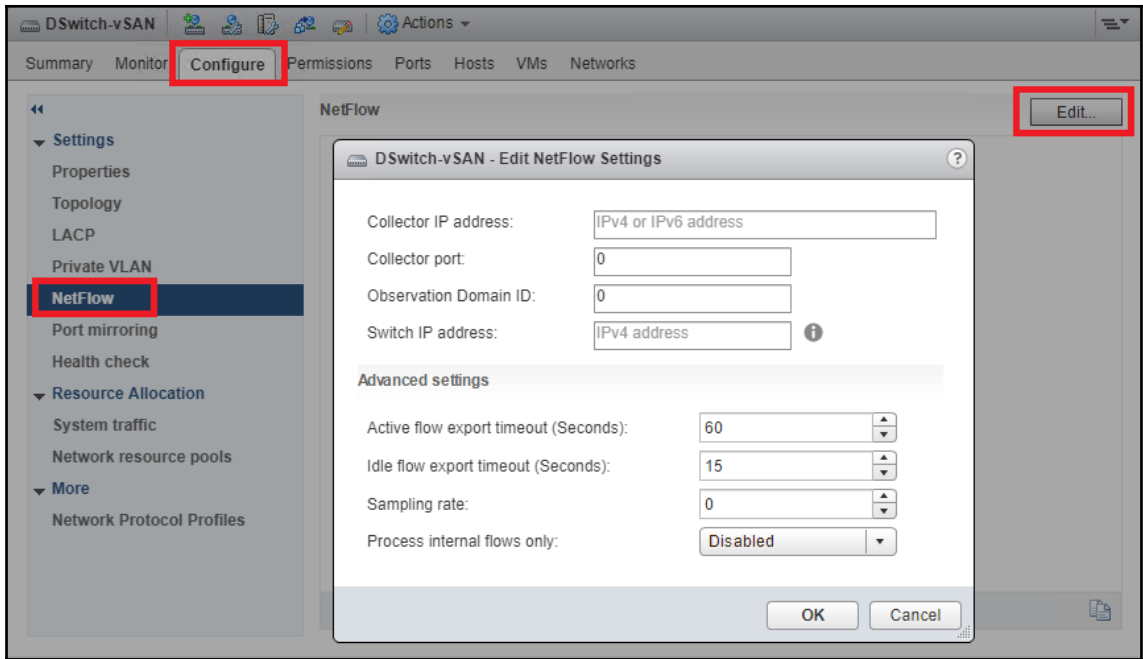 DSwitch-vSAN Actions
Summary Monitor Configure Permissions Ports Hosts VMs Networks
Settings
Properties
Topology
LACP
Private VLAN
NetFlow
Port mirroring
Health check
Resource Allocation
System traffic
Network resource pools
More
Network Protocol Profiles
NetFlow
Edit...
DSwitch-vSAN - Edit NetFlow Settings ?
Collector IP address: IPv4 or IPv6 address
Collector port: 0
Observation Domain ID: 0
Switch IP address: IPv4 address
Advanced settings
Active flow export timeout (Seconds): 60
Idle flow export timeout (Seconds): 15
Sampling rate: 0
Process internal flows only: Disabled
OK Cancel